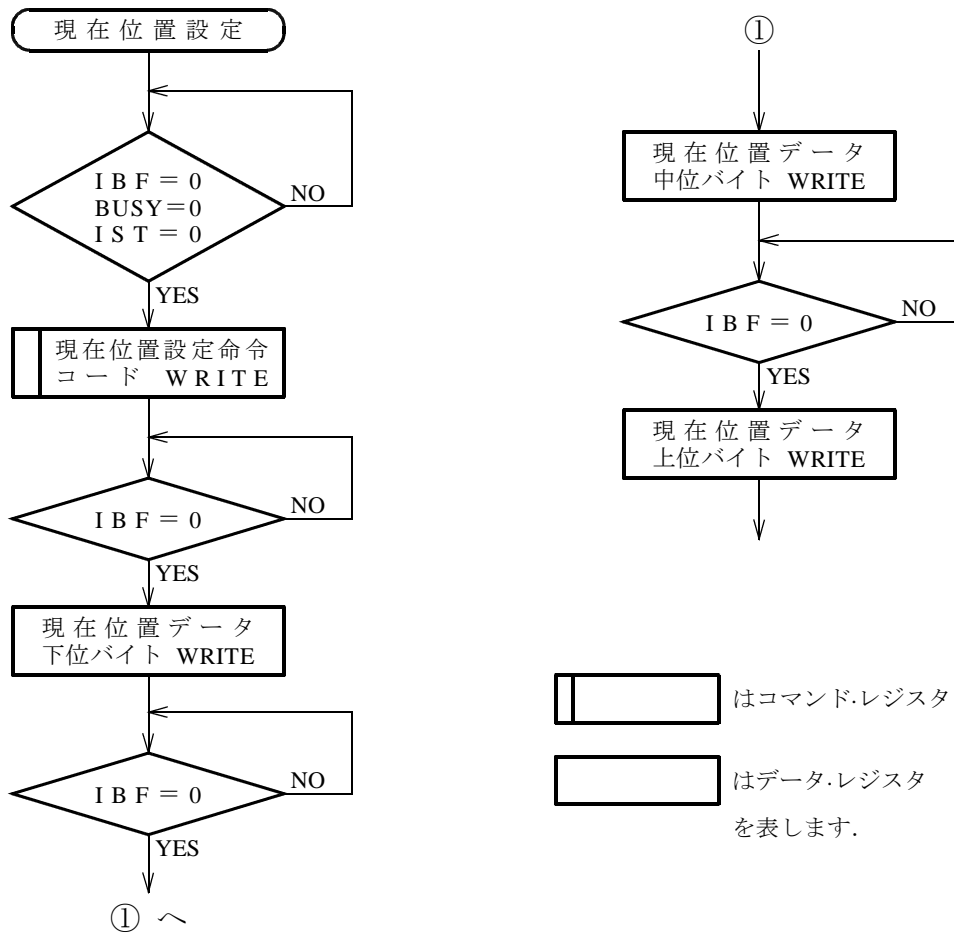 現在位置設定
IBF=0
BUSY=0
IST=0
NO
YES
現在位置設定命令
コード WRITE
IBF=0
NO
YES
現在位置データ
下位バイト WRITE
IBF=0
NO
YES
① へ
①
現在位置データ
中位バイト WRITE
IBF=0
NO
YES
現在位置データ
上位バイト WRITE
はコマンド·レジスタ
はデータ·レジスタ
を表します.